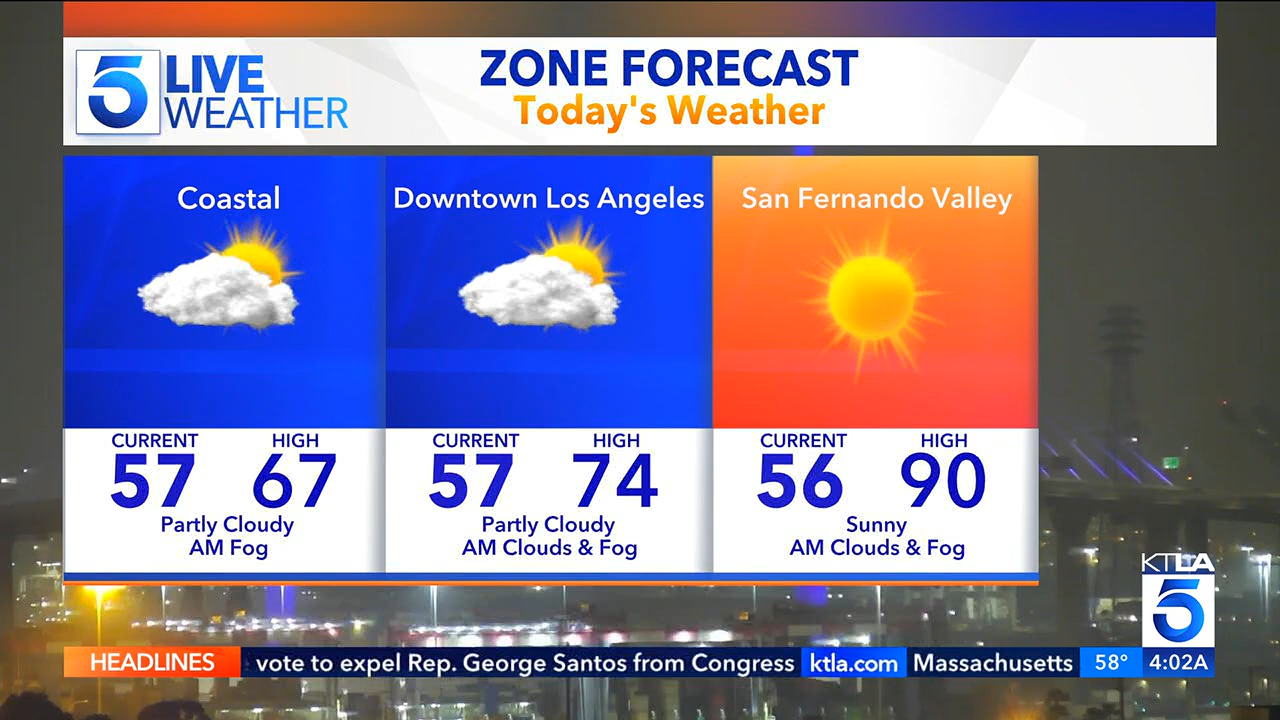 5 LIVE WEATHER
ZONE FORECAST
Today's Weather
Coastal
CURRENT HIGH
57 67
Partly Cloudy
AM Fog
Downtown Los Angeles
CURRENT HIGH
57 74
Partly Cloudy
AM Clouds & Fog
San Fernando Valley
CURRENT HIGH
56 90
Sunny
AM Clouds & Fog
KTLA
5
HEADLINES vote to expel Rep. George Santos from Congress ktla.com Massachusetts 58° 4:02A